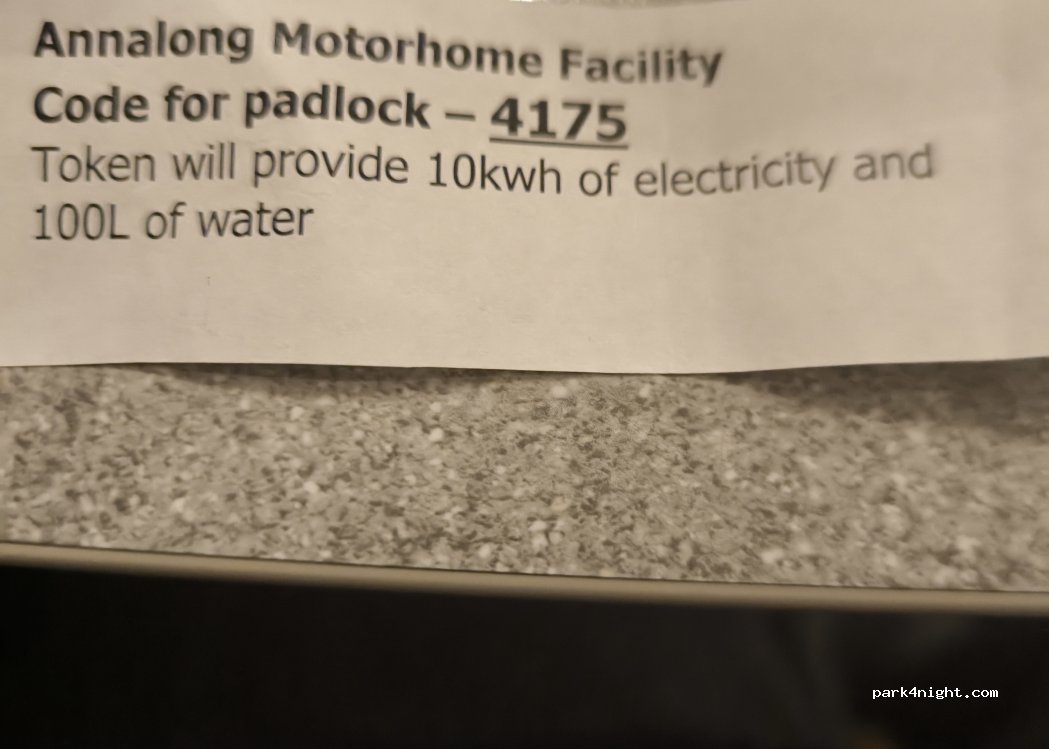 Annalong Motorhome Facility
Code for padlock – 4175
Token will provide 10kwh of electricity and
100L of water
park4night.com